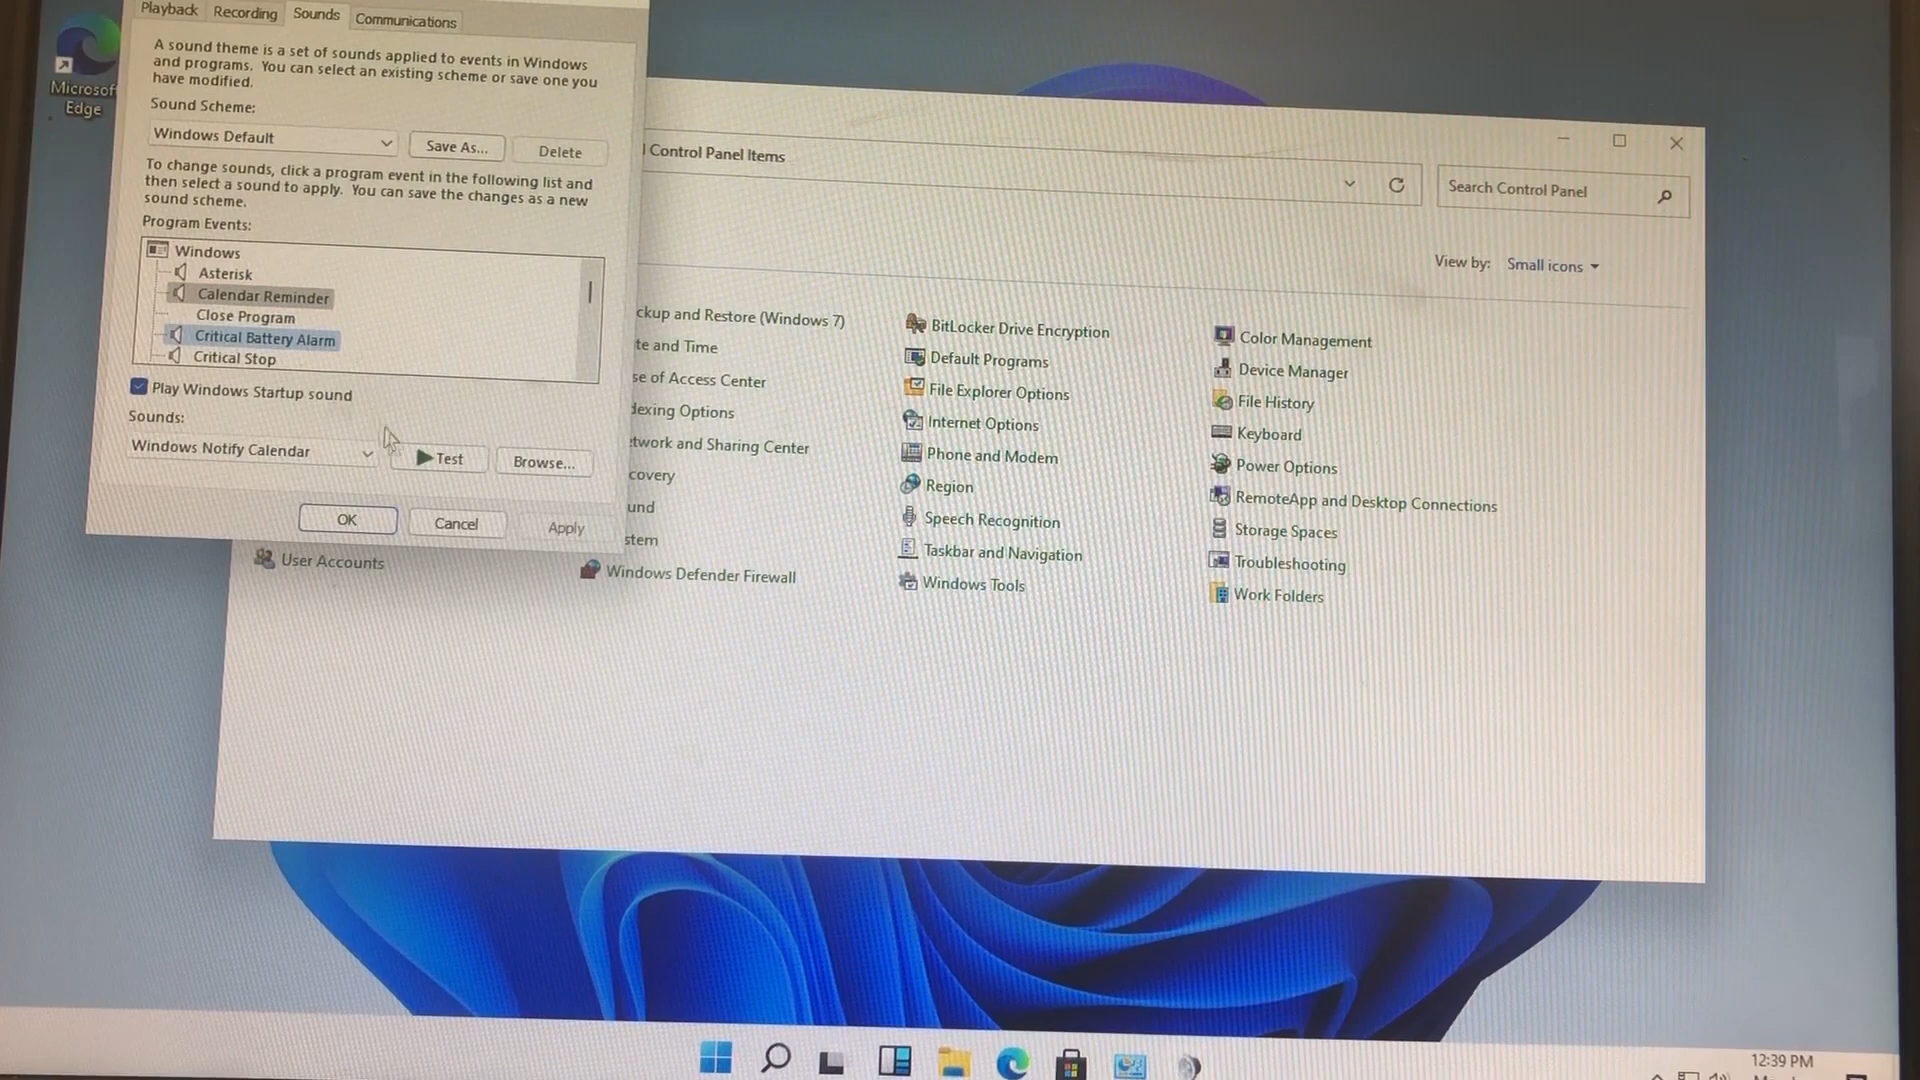 Playback
Recording
Sounds
Communications
A sound theme is a set of sounds applied to events in Windows
and programs. You can select an existing scheme or save one you
have modified.
Sound Scheme:
Windows Default
Save As...
Delete
To change sounds, click a program event in the following list and
then select a sound to apply. You can save the changes as a new
sound scheme.
Program Events:
Windows
Asterisk
Calendar Reminder
Close Program
Critical Battery Alarm
Critical Stop
Play Windows Startup sound
Sounds:
Windows Notify Calendar
Test
Browse...
OK
Cancel
Apply
Microsof
Edge
l Control Panel Items
Search Control Panel
View by:
Small icons
ckup and Restore (Windows 7)
te and Time
se of Access Center
dexing Options
etwork and Sharing Center
covery
und
stem
Windows Defender Firewall
User Accounts
BitLocker Drive Encryption
Default Programs
File Explorer Options
Internet Options
Phone and Modem
Region
Speech Recognition
Taskbar and Navigation
Windows Tools
Color Management
Device Manager
File History
Keyboard
Power Options
RemoteApp and Desktop Connections
Storage Spaces
Troubleshooting
Work Folders
12:39 PM